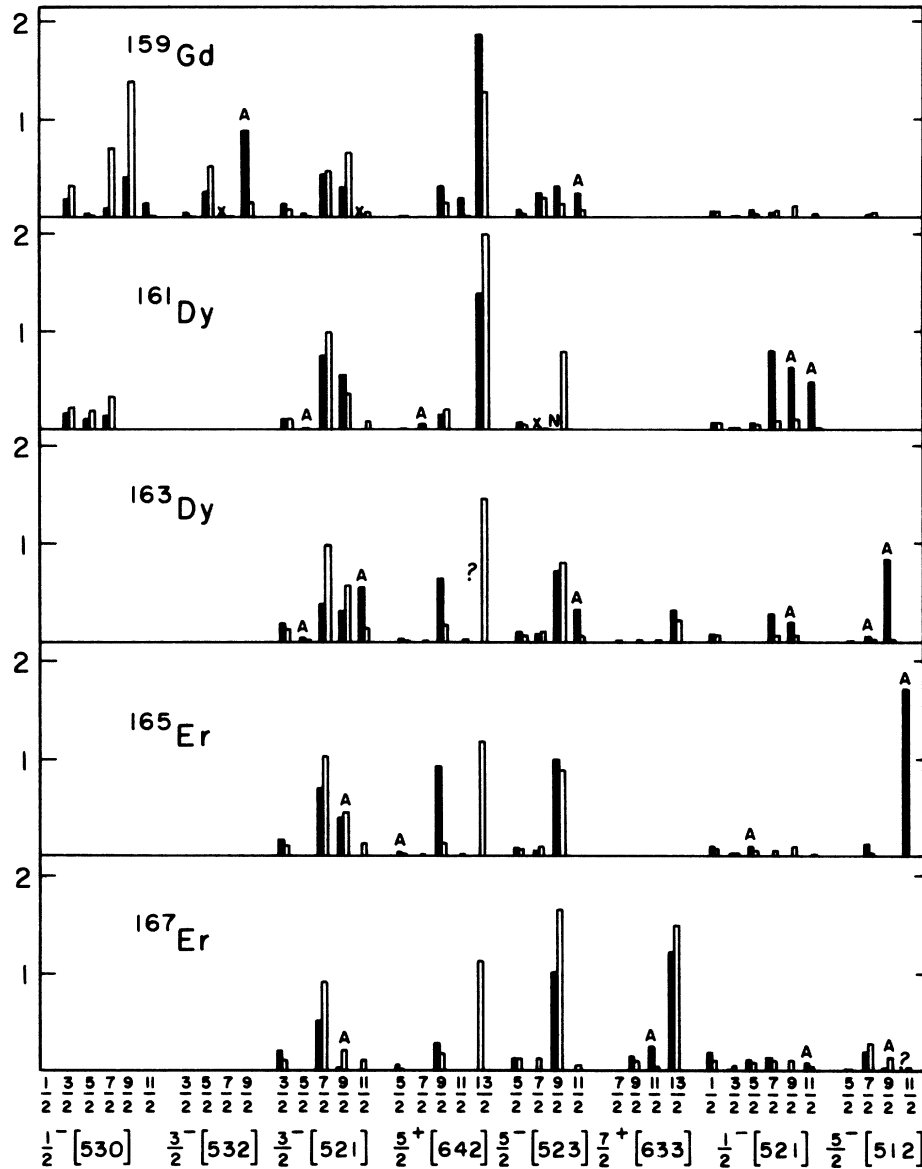 2
¹⁵⁹Gd
A
1
A
x
x
2
¹⁶¹Dy
1
A
A
A
A
x
N
2
¹⁶³Dy
1
?
A
A
A
A
A
A
2
A
¹⁶⁵Er
1
A
A
A
2
¹⁶⁷Er
1
A
A
A
A
?
1/2 3/2 5/2 7/2 9/2 11/2 3/2 5/2 7/2 9/2 3/2 5/2 7/2 9/2 11/2 5/2 7/2 9/2 11/2 13/2 5/2 7/2 9/2 11/2 7/2 9/2 11/2 13/2 1/2 3/2 5/2 7/2 9/2 11/2 5/2 7/2 9/2 11/2
1/2⁻[530] 3/2⁻[532] 3/2⁻[521] 5/2⁺[642] 5/2⁻[523] 7/2⁺[633] 1/2⁻[521] 5/2⁻[512]